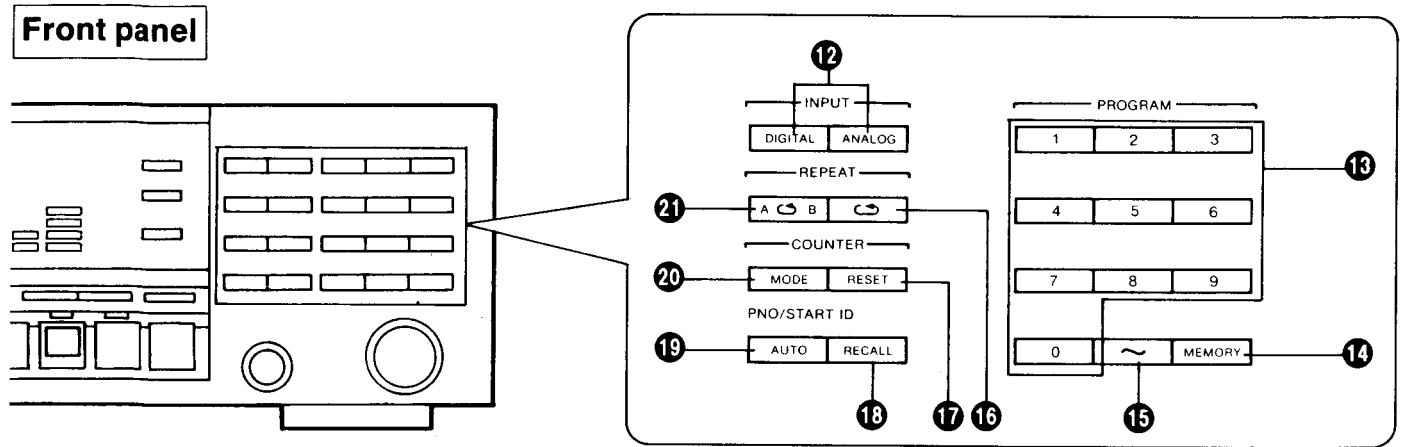 Front panel
12
INPUT
PROGRAM
DIGITAL ANALOG
1 2 3
REPEAT
13
21
A B
4 5 6
COUNTER
20
MODE RESET
7 8 9
PNO/START ID
19
AUTO RECALL
0 ~ MEMORY
14
18
17
16
15